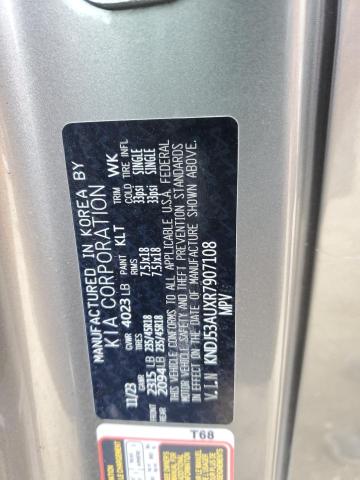 MANUFACTURED IN KOREA BY
KIA CORPORATION
11/23 GVWR 4023 LB PAINT KLT TRIM WK
GAWR TIRES RIMS COLD TIRE INFL
FRONT 2315 LB 235/45R18 7.5Jx18 33psi SINGLE
REAR 2094 LB 235/45R18 7.5Jx18 33psi SINGLE
THIS VEHICLE CONFORMS TO ALL APPLICABLE U.S.A. FEDERAL
MOTOR VEHICLE SAFETY AND THEFT PREVENTION STANDARDS
IN EFFECT ON THE DATE OF MANUFACTURE SHOWN ABOVE.
V.I.N KNDJ53AUXR7907108
MPV
T68